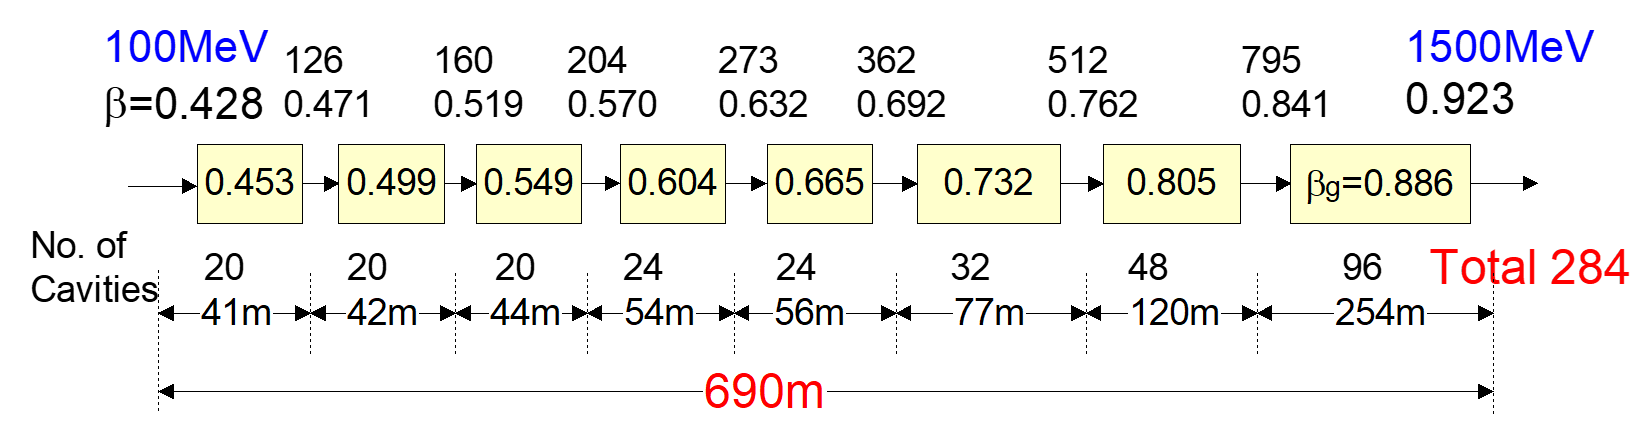 100MeV 126 160 204 273 362 512 795 1500MeV
β=0.428 0.471 0.519 0.570 0.632 0.692 0.762 0.841 0.923
0.453 0.499 0.549 0.604 0.665 0.732 0.805 βg=0.886
No. of
Cavities
20 20 20 24 24 32 48 96 Total 284
41m 42m 44m 54m 56m 77m 120m 254m
690m